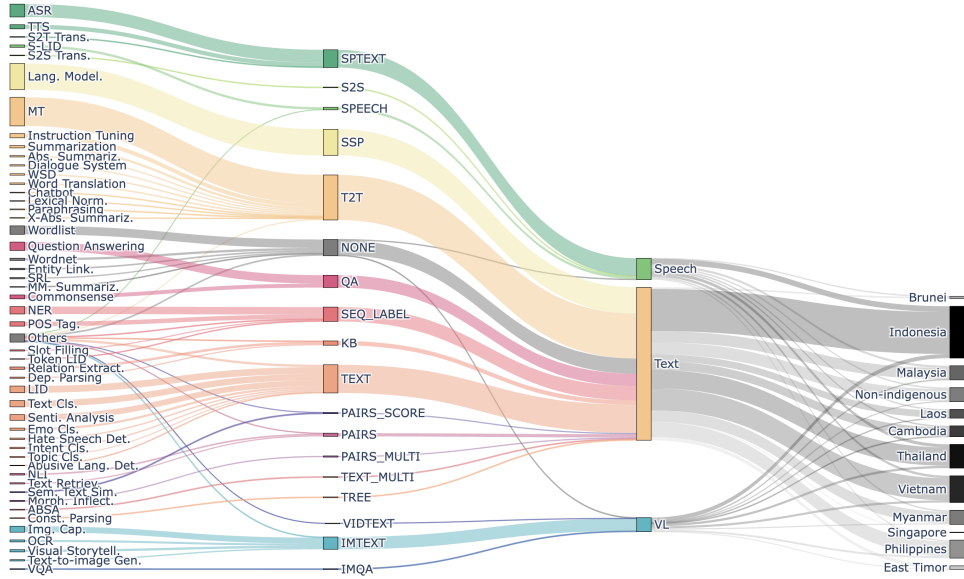 ASR
TTS
S2T Trans.
S-LID
S2S Trans.
Lang. Model.
MT
Instruction Tuning
Summarization
Abs. Summariz.
Dialogue System
WSD
Word Translation
Chatbot
Lexical Norm.
Paraphrasing
X-Abs. Summariz.
Wordlist
Question Answering
Wordnet
Entity Link.
SRL
MM. Summariz.
Commonsense
NER
POS Tag.
Others
Slot Filling
Token LID
Relation Extract.
Dep. Parsing
LID
Text Cls.
Senti. Analysis
Emo Cls.
Hate Speech Det.
Intent Cls.
Topic Cls.
Abusive Lang. Det.
NLI
Text Retriev.
Sem. Text Sim.
Morph. Inflect.
ABSA
Const. Parsing
Img. Cap.
OCR
Visual Storytell.
Text-to-image Gen.
VQA
SPTEXT
S2S
SPEECH
SSP
T2T
NONE
QA
SEQ_LABEL
KB
TEXT
PAIRS_SCORE
PAIRS
PAIRS_MULTI
TEXT_MULTI
TREE
VIDTEXT
IMTEXT
IMQA
Speech
Text
VL
Brunei
Indonesia
Malaysia
Non-indigenous
Laos
Cambodia
Thailand
Vietnam
Myanmar
Singapore
Philippines
East Timor